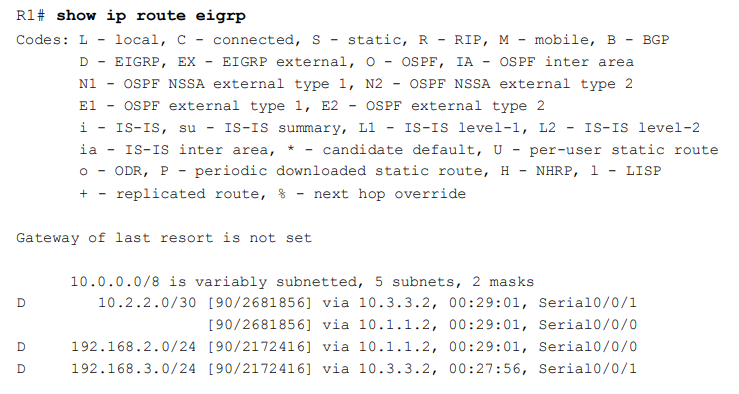 R1# show ip route eigrp
Codes: L - local, C - connected, S - static, R - RIP, M - mobile, B - BGP
D - EIGRP, EX - EIGRP external, O - OSPF, IA - OSPF inter area
N1 - OSPF NSSA external type 1, N2 - OSPF NSSA external type 2
E1 - OSPF external type 1, E2 - OSPF external type 2
i - IS-IS, su - IS-IS summary, L1 - IS-IS level-1, L2 - IS-IS level-2
ia - IS-IS inter area, * - candidate default, U - per-user static route
o - ODR, P - periodic downloaded static route, H - NHRP, l - LISP
+ - replicated route, % - next hop override
Gateway of last resort is not set
10.0.0.0/8 is variably subnetted, 5 subnets, 2 masks
D 10.2.2.0/30 [90/2681856] via 10.3.3.2, 00:29:01, Serial0/0/1
[90/2681856] via 10.1.1.2, 00:29:01, Serial0/0/0
D 192.168.2.0/24 [90/2172416] via 10.1.1.2, 00:29:01, Serial0/0/0
D 192.168.3.0/24 [90/2172416] via 10.3.3.2, 00:27:56, Serial0/0/1